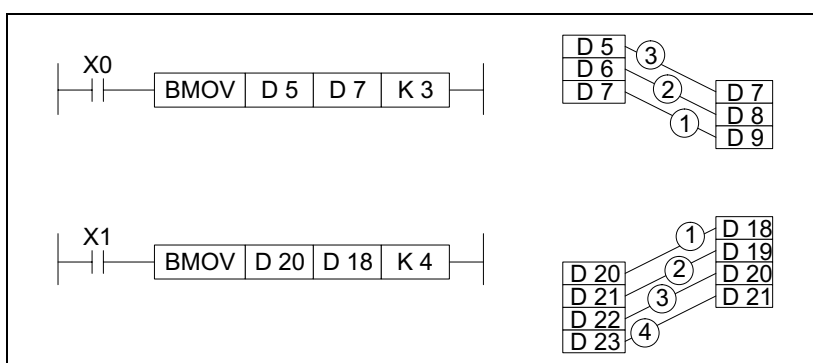 X0
BMOV D 5 D 7 K 3
D 5
D 6
D 7
3
2
1
D 7
D 8
D 9
X1
BMOV D 20 D 18 K 4
D 20
D 21
D 22
D 23
1
2
3
4
D 18
D 19
D 20
D 21